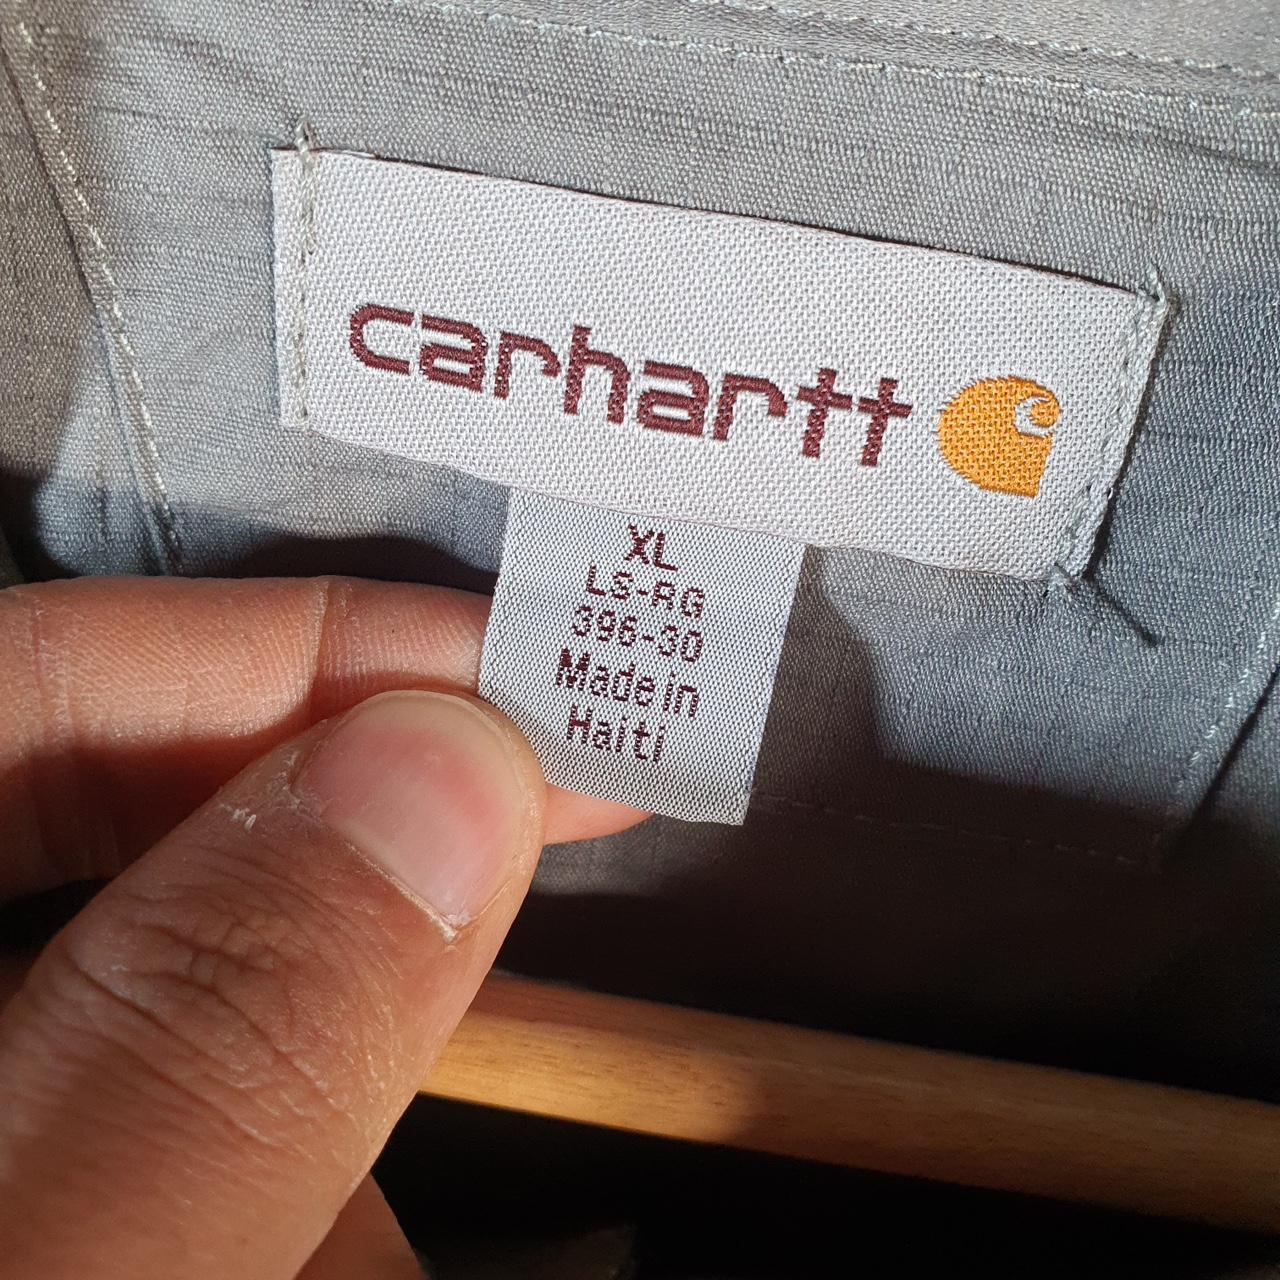 carhartt
XL
LS-RG
396-30
Made in
Haiti